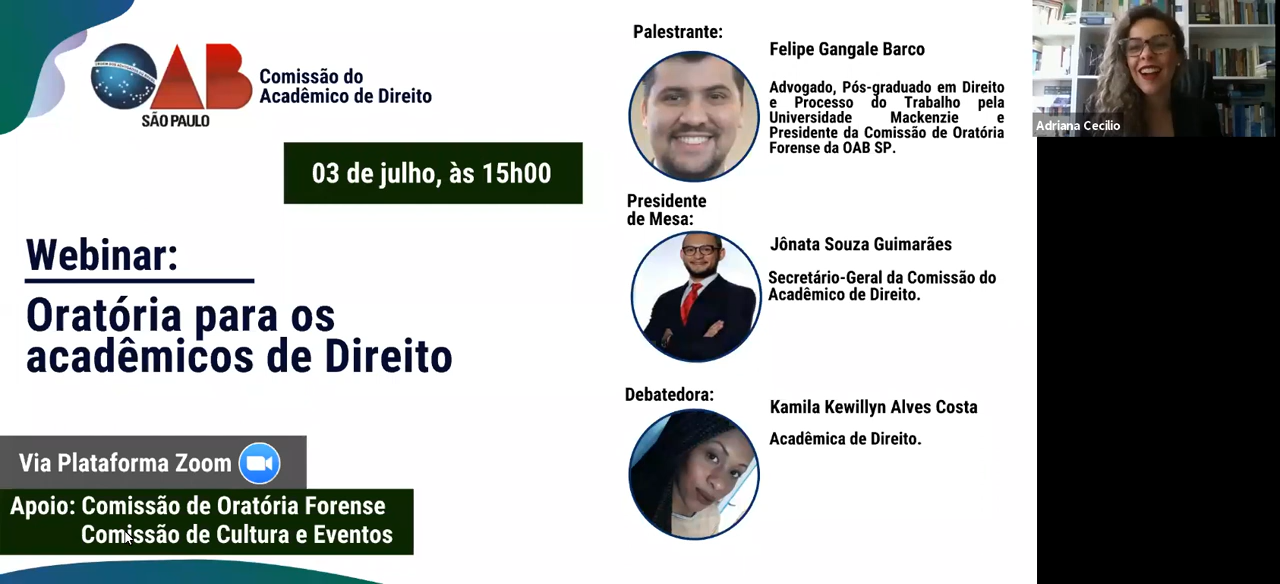 OAB
SÃO PAULO
Comissão do
Acadêmico de Direito
03 de julho, às 15h00
Webinar:
Oratória para os
acadêmicos de Direito
Via Plataforma Zoom
Apoio: Comissão de Oratória Forense
Comissão de Cultura e Eventos
Palestrante:
Felipe Gangale Barco
Advogado, Pós-graduado em Direito
e Processo do Trabalho pela
Universidade Mackenzie e
Presidente da Comissão de Oratória
Forense da OAB SP.
Presidente
de Mesa:
Jônata Souza Guimarães
Secretário-Geral da Comissão do
Acadêmico de Direito.
Debatedora:
Kamila Kewillyn Alves Costa
Acadêmica de Direito.
Adriana Cecilio